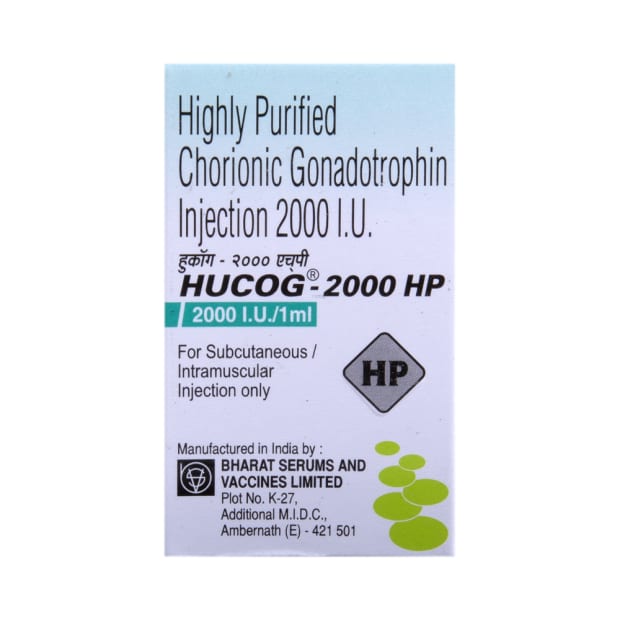 Highly Purified
Chorionic Gonadotrophin
Injection 2000 I.U.
हुकॉग - २००० एच्पी
HUCOG®-2000 HP
2000 I.U./1ml
For Subcutaneous /
Intramuscular
Injection only
HP
Manufactured in India by :
BHARAT SERUMS AND
VACCINES LIMITED
Plot No. K-27,
Additional M.I.D.C.,
Ambernath (E) - 421 501